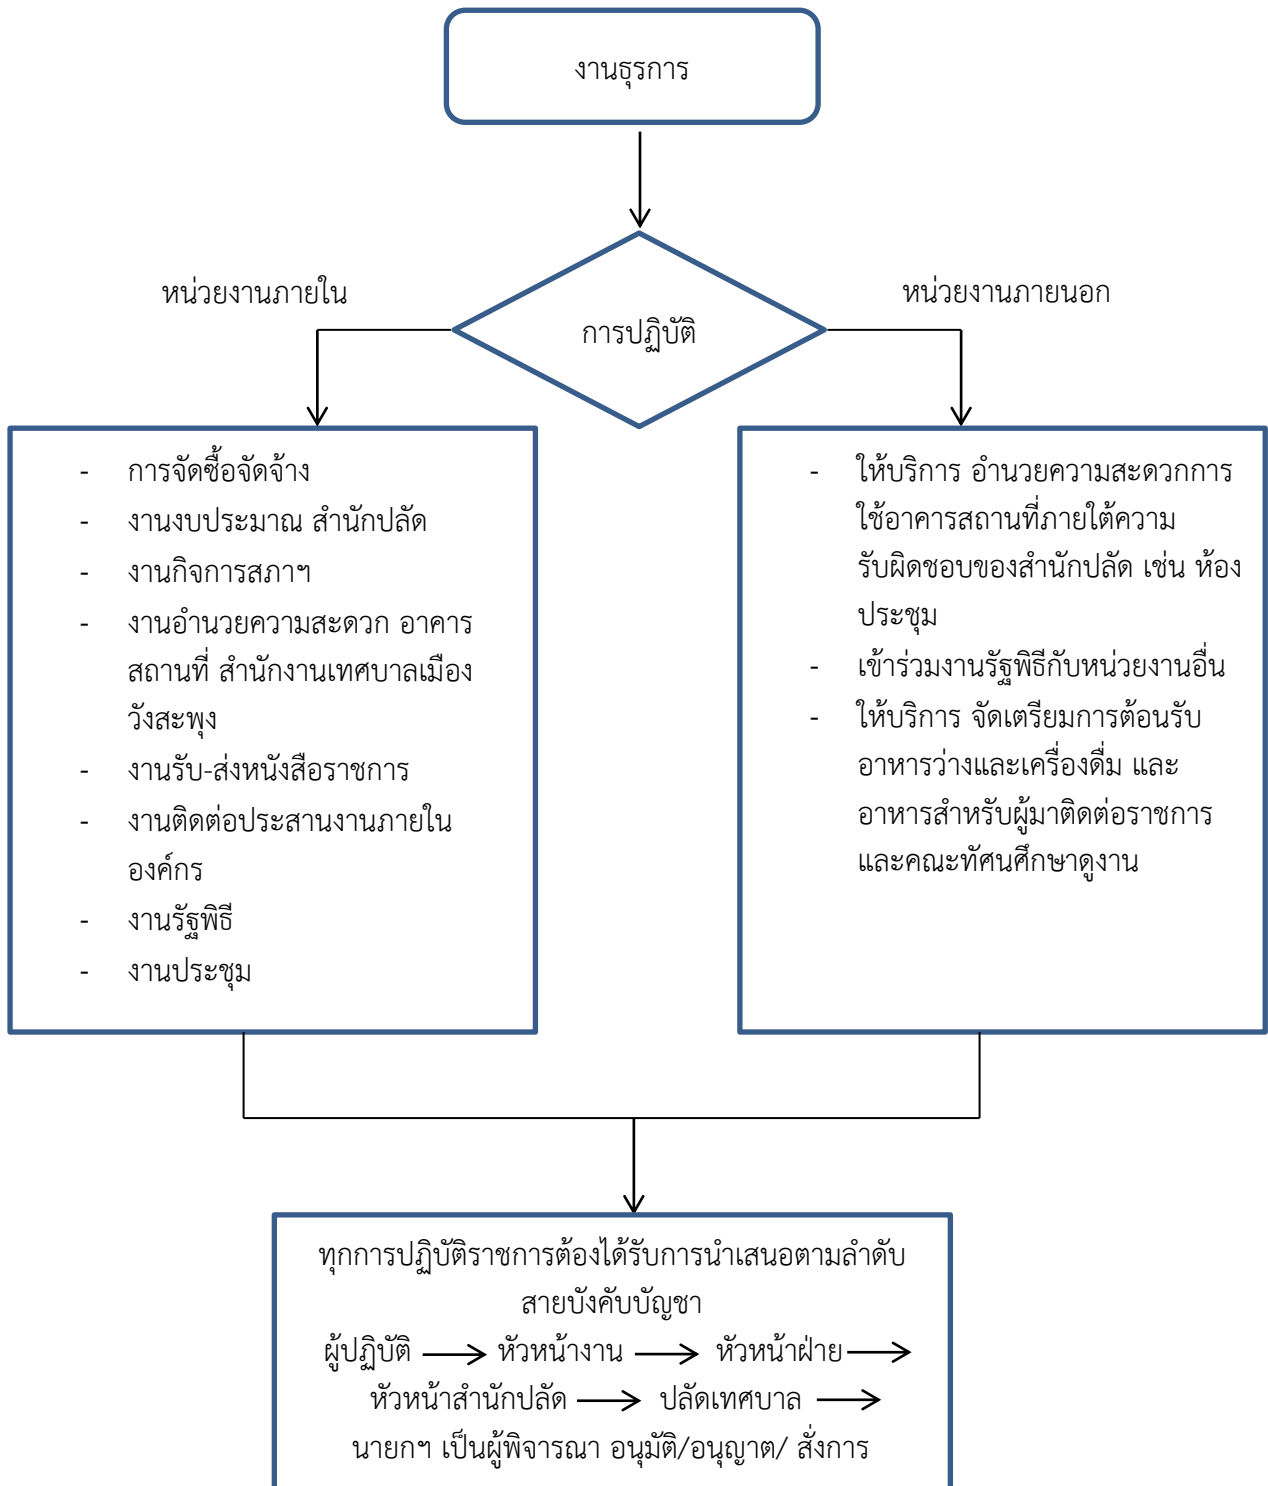 งานธุรการ
หน่วยงานภายใน
หน่วยงานภายนอก
การปฏิบัติ
- การจัดซื้อจัดจ้าง
- งานงบประมาณ สำนักปลัด
- งานกิจการสภาฯ
- งานอำนวยความสะดวก อาคาร
สถานที่ สำนักงานเทศบาลเมือง
วังสะพุง
- งานรับ-ส่งหนังสือราชการ
- งานติดต่อประสานงานภายใน
องค์กร
- งานรัฐพิธี
- งานประชุม
- ให้บริการ อำนวยความสะดวกการ
ใช้อาคารสถานที่ภายใต้ความ
รับผิดชอบของสำนักปลัด เช่น ห้อง
ประชุม
- เข้าร่วมงานรัฐพิธีกับหน่วยงานอื่น
- ให้บริการ จัดเตรียมการต้อนรับ
อาหารว่างและเครื่องดื่ม และ
อาหารสำหรับผู้มาติดต่อราชการ
และคณะทัศนศึกษาดูงาน
ทุกการปฏิบัติราชการต้องได้รับการนำเสนอตามลำดับ
สายบังคับบัญชา
ผู้ปฏิบัติ → หัวหน้างาน → หัวหน้าฝ่าย →
หัวหน้าสำนักปลัด → ปลัดเทศบาล →
นายกฯ เป็นผู้พิจารณา อนุมัติ/อนุญาต/ สั่งการ